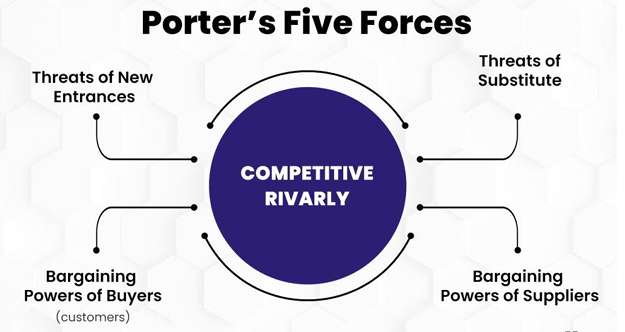 Porter's Five Forces
Threats of New
Entrances
Threats of
Substitute
COMPETITIVE
RIVARLY
Bargaining
Powers of Buyers
(customers)
Bargaining
Powers of Suppliers